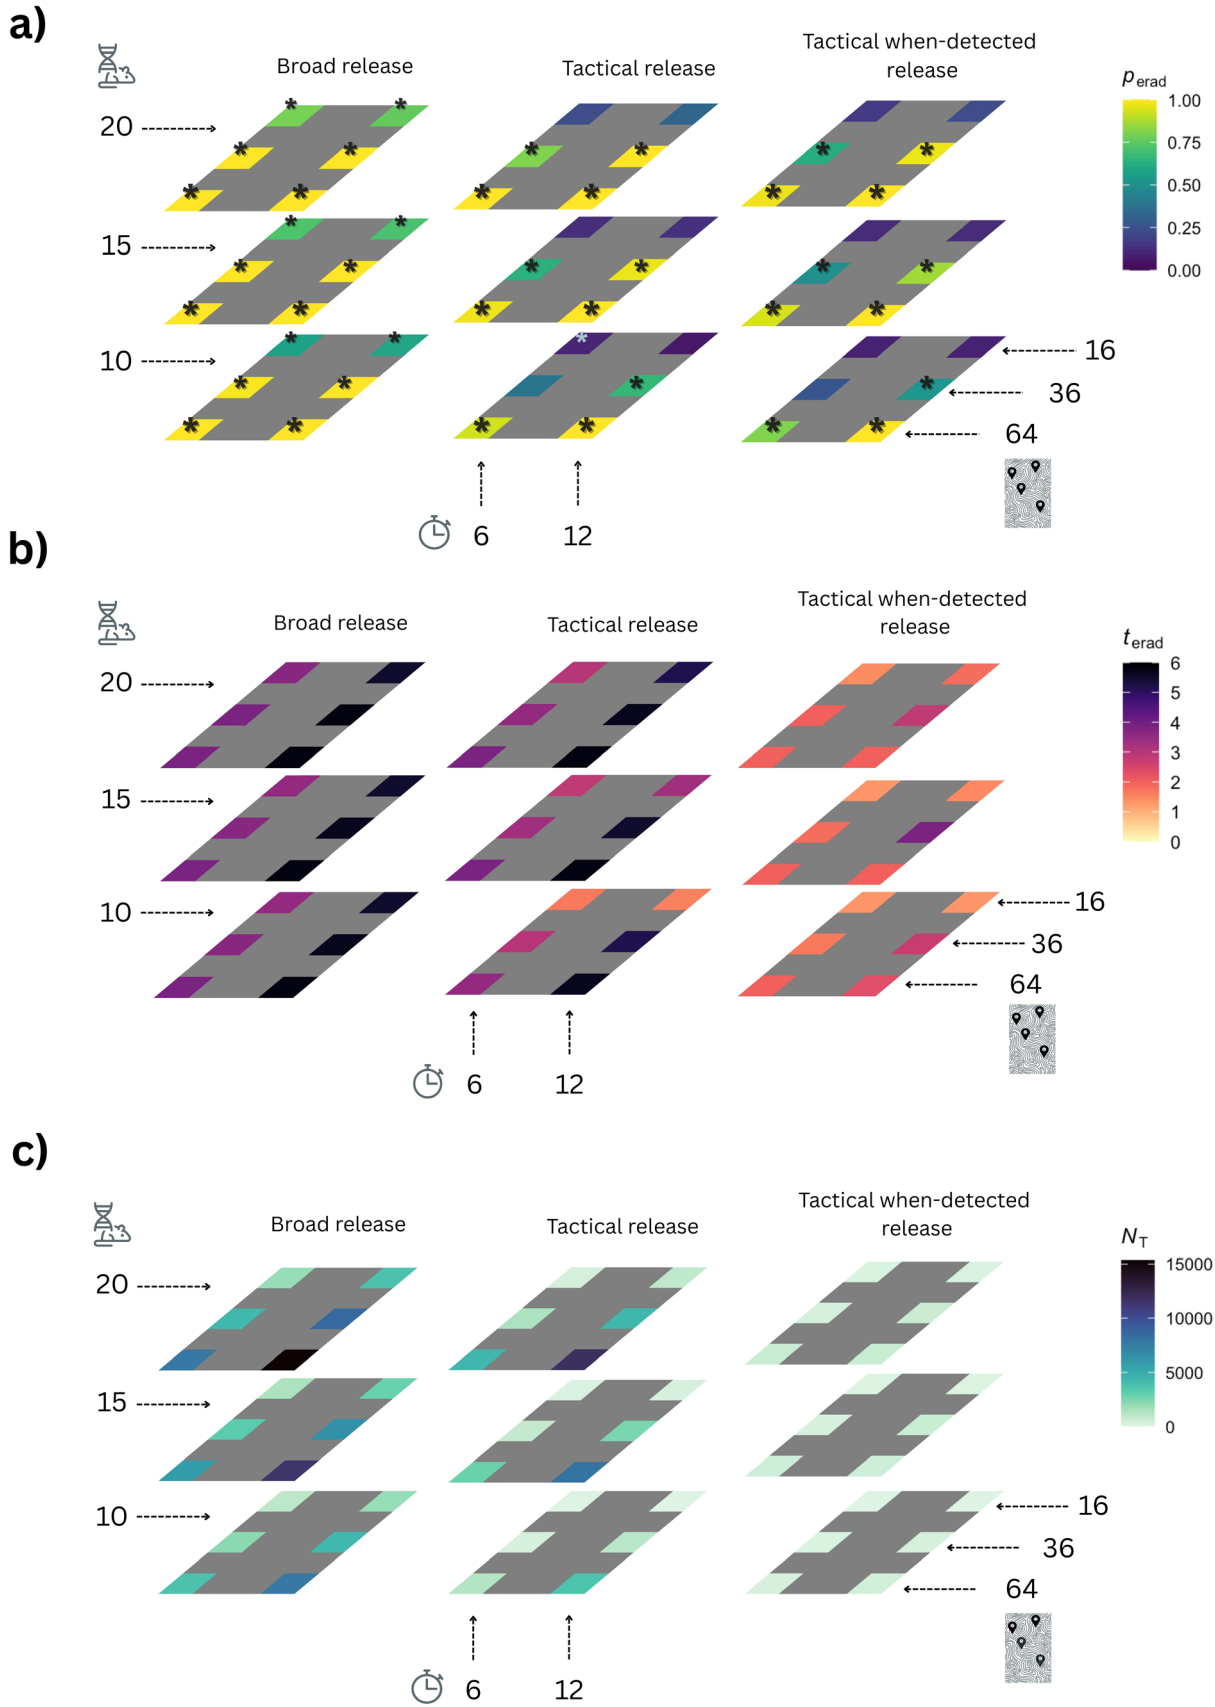 a)
Broad release
Tactical release
Tactical when-detected
release
perad
1.00
0.75
0.50
0.25
0.00
20
15
10
16
36
64
6
12
b)
Broad release
Tactical release
Tactical when-detected
release
terad
6
5
4
3
2
1
0
20
15
10
16
36
64
6
12
c)
Broad release
Tactical release
Tactical when-detected
release
NT
15000
10000
5000
0
20
15
10
16
36
64
6
12